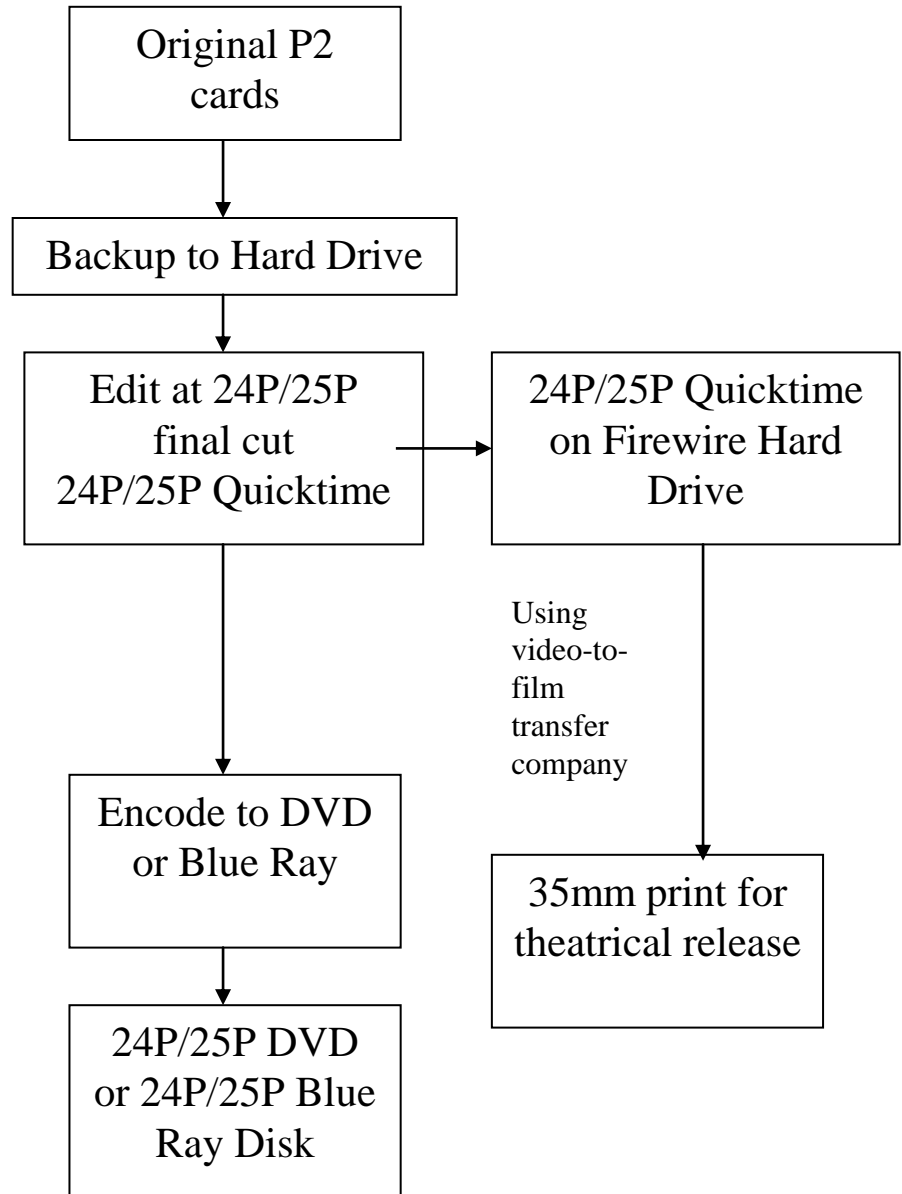 Original P2
cards
Backup to Hard Drive
Edit at 24P/25P
final cut
24P/25P Quicktime
24P/25P Quicktime
on Firewire Hard
Drive
Using
video-to-
film
transfer
company
Encode to DVD
or Blue Ray
35mm print for
theatrical release
24P/25P DVD
or 24P/25P Blue
Ray Disk